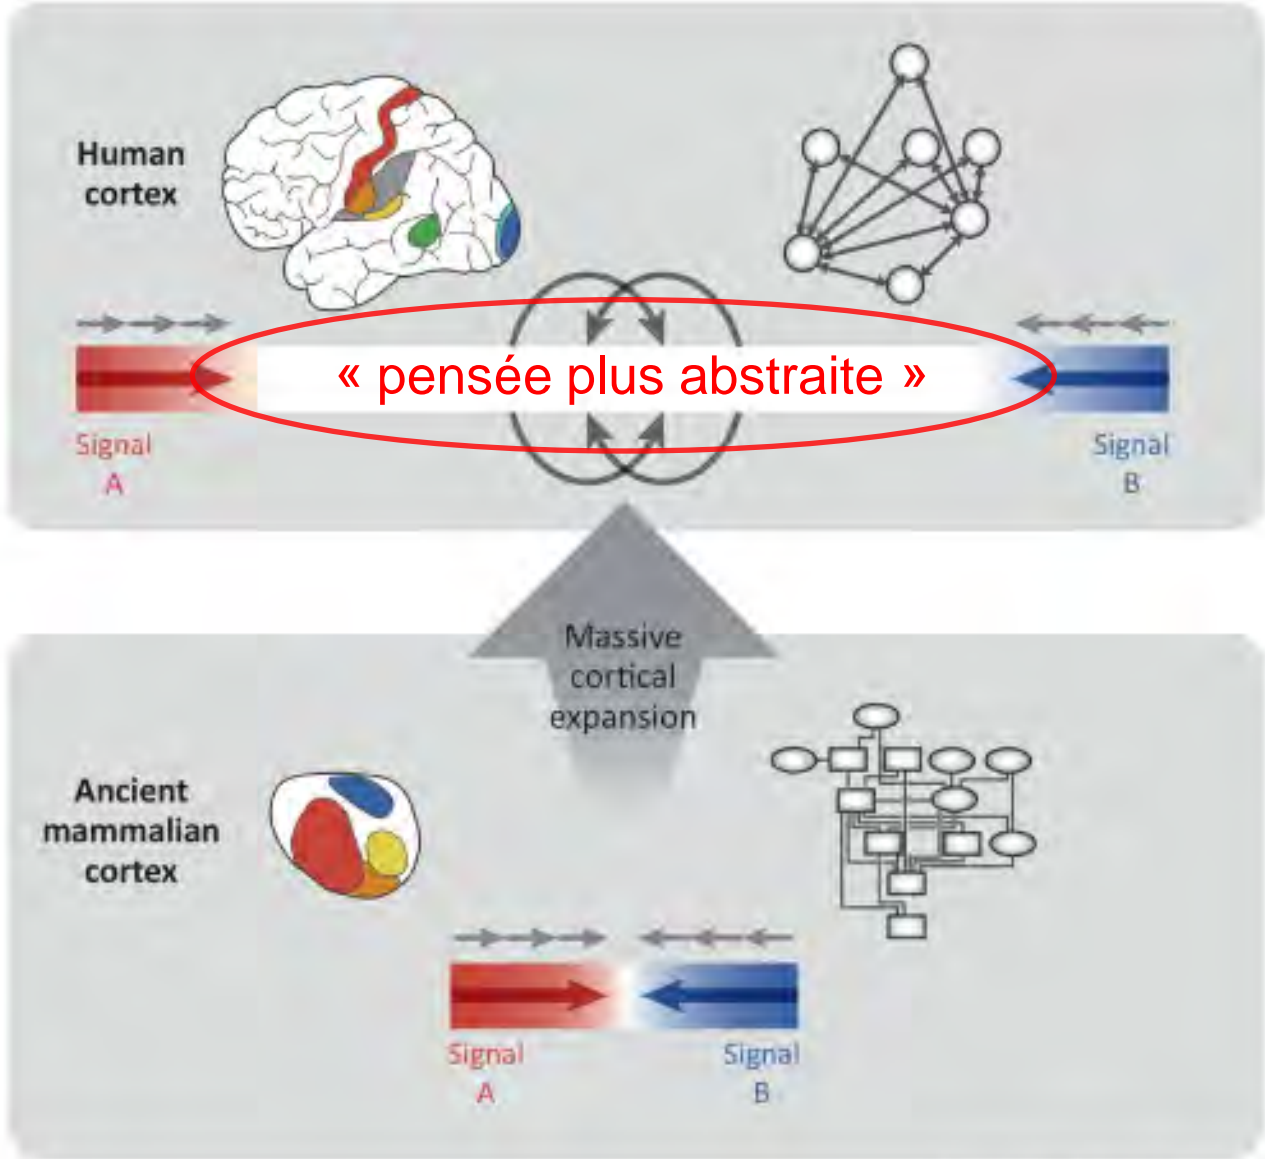 Human
cortex
« pensée plus abstraite »
Signal
A
Signal
B
Massive
cortical
expansion
Ancient
mammalian
cortex
Signal
A
Signal
B